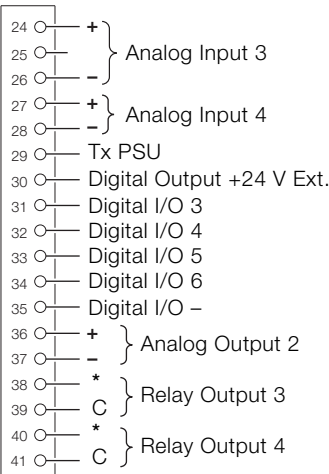 24 +
25 Analog Input 3
26 –
27 +
Analog Input 4
28 –
29 Tx PSU
30 Digital Output +24 V Ext.
31 Digital I/O 3
32 Digital I/O 4
33 Digital I/O 5
34 Digital I/O 6
35 Digital I/O –
36 +
Analog Output 2
37 –
38 *
Relay Output 3
39 C
40 *
Relay Output 4
41 C